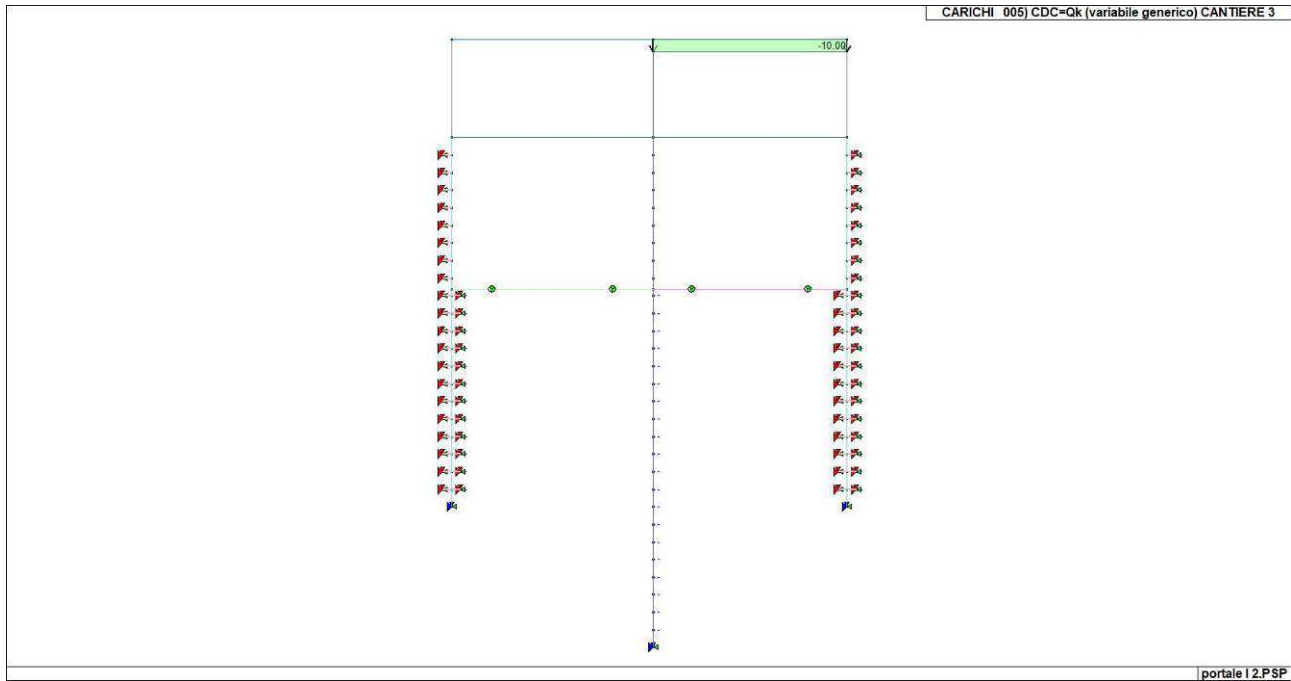 CARICHI 005) CDC=Qk (variabile generico) CANTIERE 3
-10.00
portale I 2.PSP